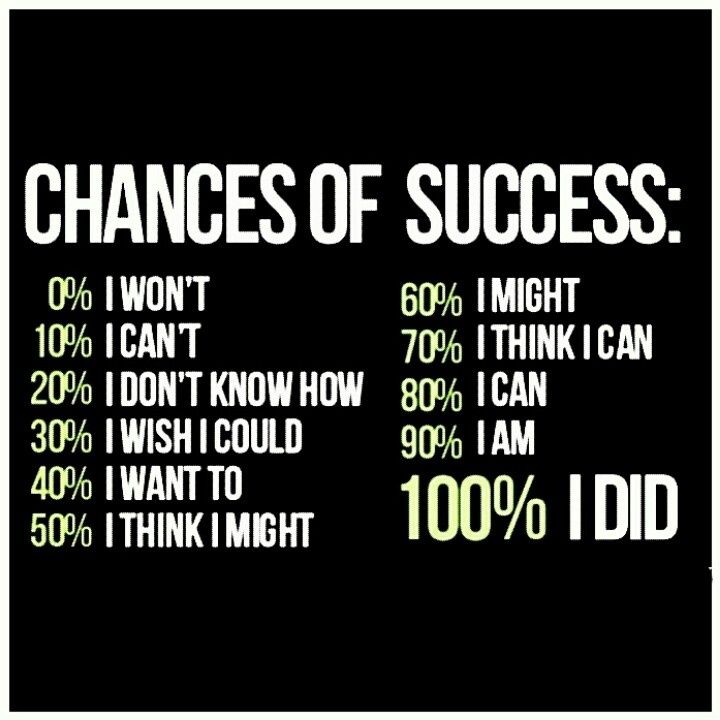 CHANCES OF SUCCESS:
0% I WON'T
10% I CAN'T
20% I DON'T KNOW HOW
30% I WISH I COULD
40% I WANT TO
50% I THINK I MIGHT
60% I MIGHT
70% I THINK I CAN
80% I CAN
90% I AM
100% I DID